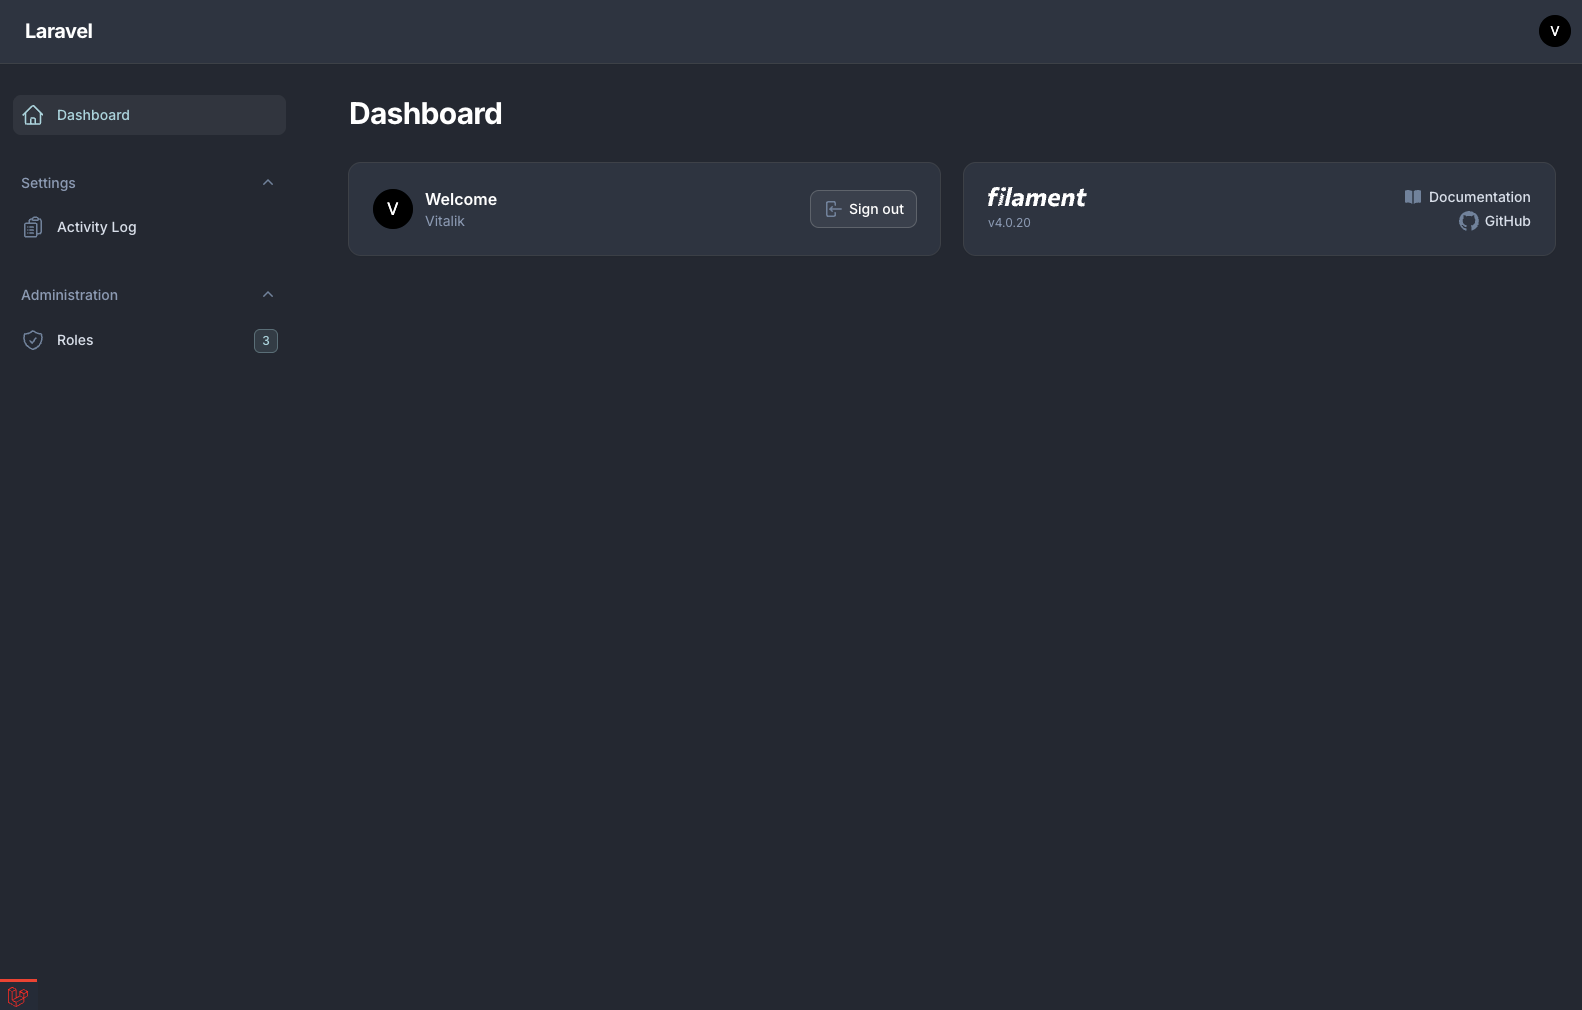 Laravel
V
Dashboard
Settings
Activity Log
Administration
Roles
3
Dashboard
V
Welcome
Vitalik
Sign out
filament
v4.0.20
Documentation
GitHub